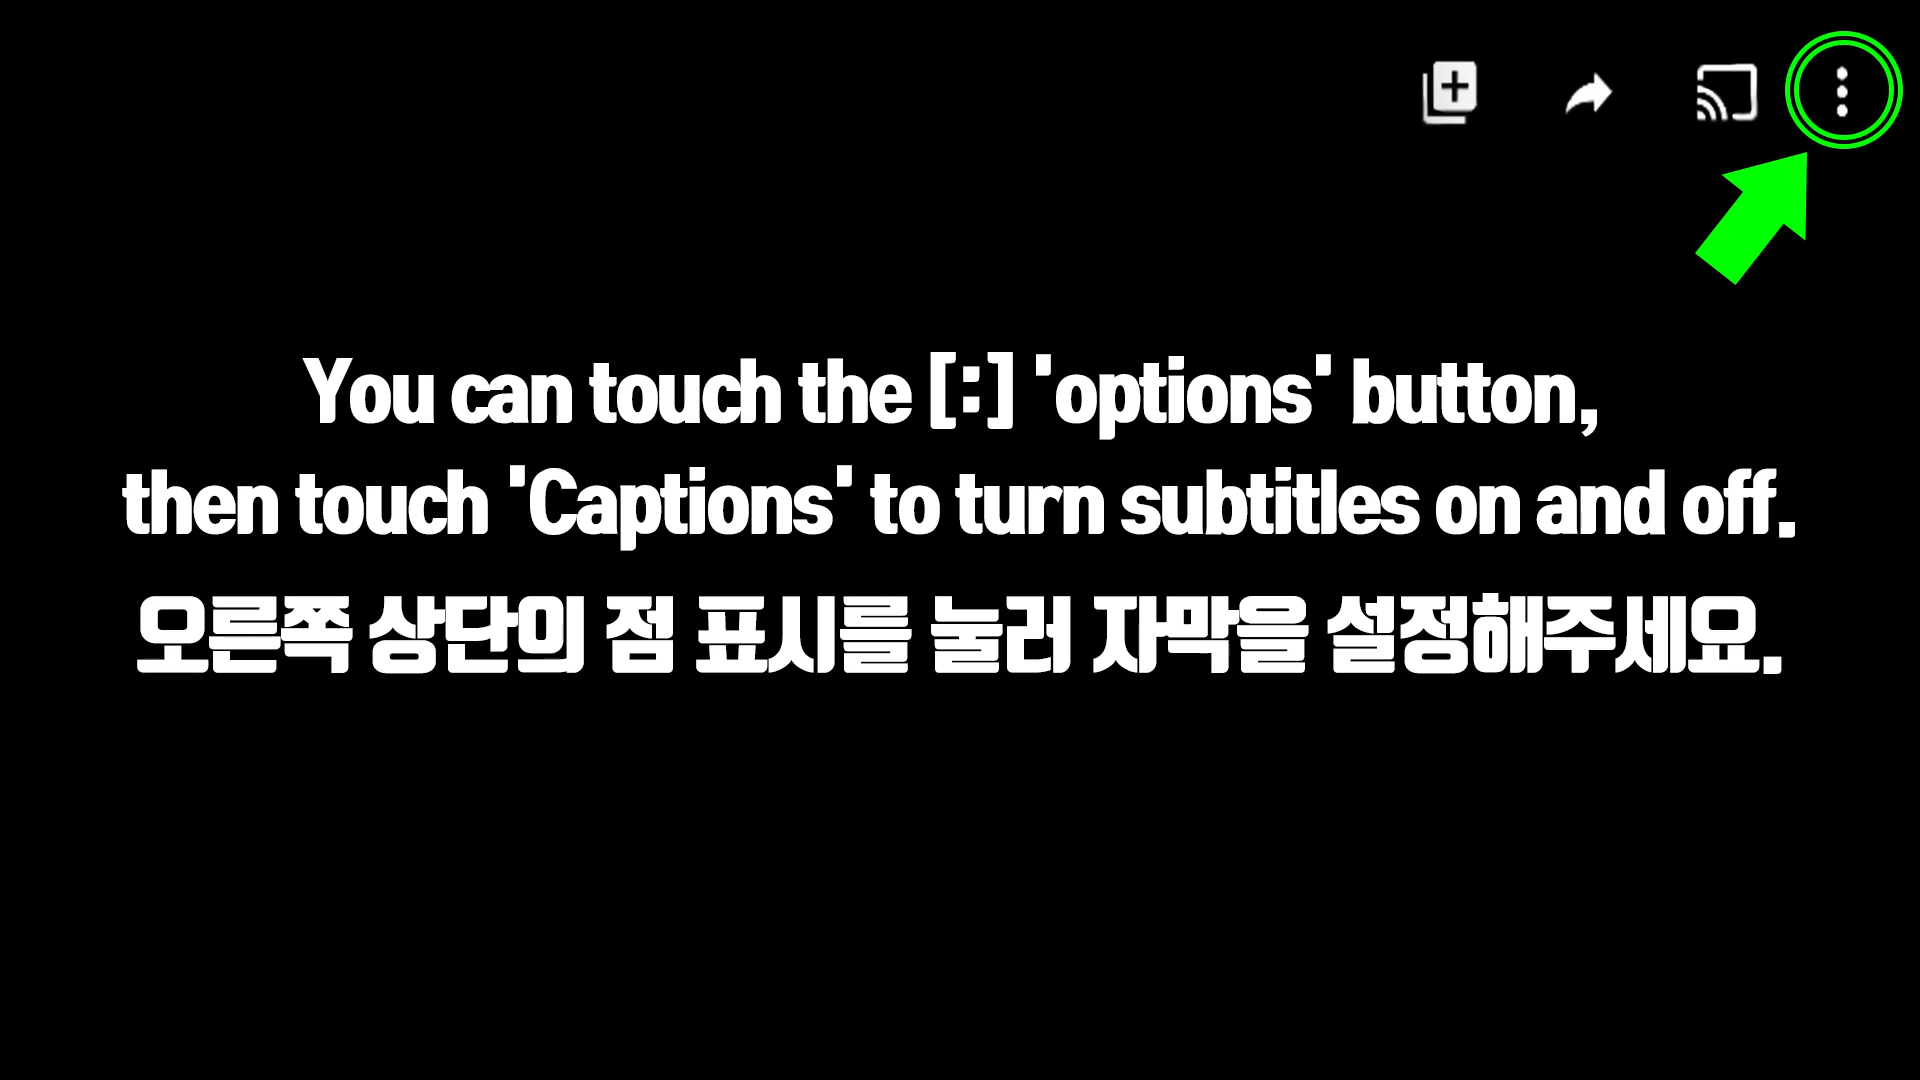 You can touch the [:] 'options' button,
then touch 'Captions' to turn subtitles on and off.
오른쪽 상단의 점 표시를 눌러 자막을 설정해주세요.